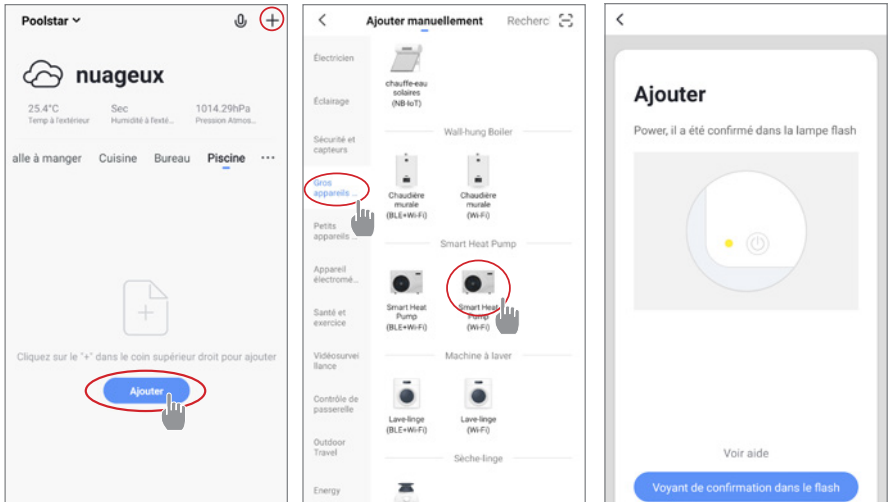 Poolstar
nuageux
25.4°C Sec 1014.29hPa
Temp à l'extérieur Humidité à l'exté... Pression Atmos...
alle à manger Cuisine Bureau Piscine ...
Cliquez sur le "+" dans le coin supérieur droit pour ajouter
Ajouter
Ajouter manuellement Recherc
Électricien
Éclairage
Sécurité et
capteurs
Gros
appareils ...
Petits
appareils ...
Appareil
électromé...
Santé et
exercice
Vidéosurvei
llance
Contrôle de
passerelle
Outdoor
Travel
Energy
chauffe-eau
solaires
(NB-IoT)
Wall-hung Boiler
Chaudière
murale
(BLE+Wi-Fi)
Chaudière
murale
(Wi-Fi)
Smart Heat Pump
Smart Heat
Pump
(BLE+Wi-Fi)
Smart Heat
Pump
(Wi-Fi)
Machine à laver
Lave-linge
(BLE+Wi-Fi)
Lave-linge
(Wi-Fi)
Sèche-linge
Ajouter
Power, il a été confirmé dans la lampe flash
Voir aide
Voyant de confirmation dans le flash